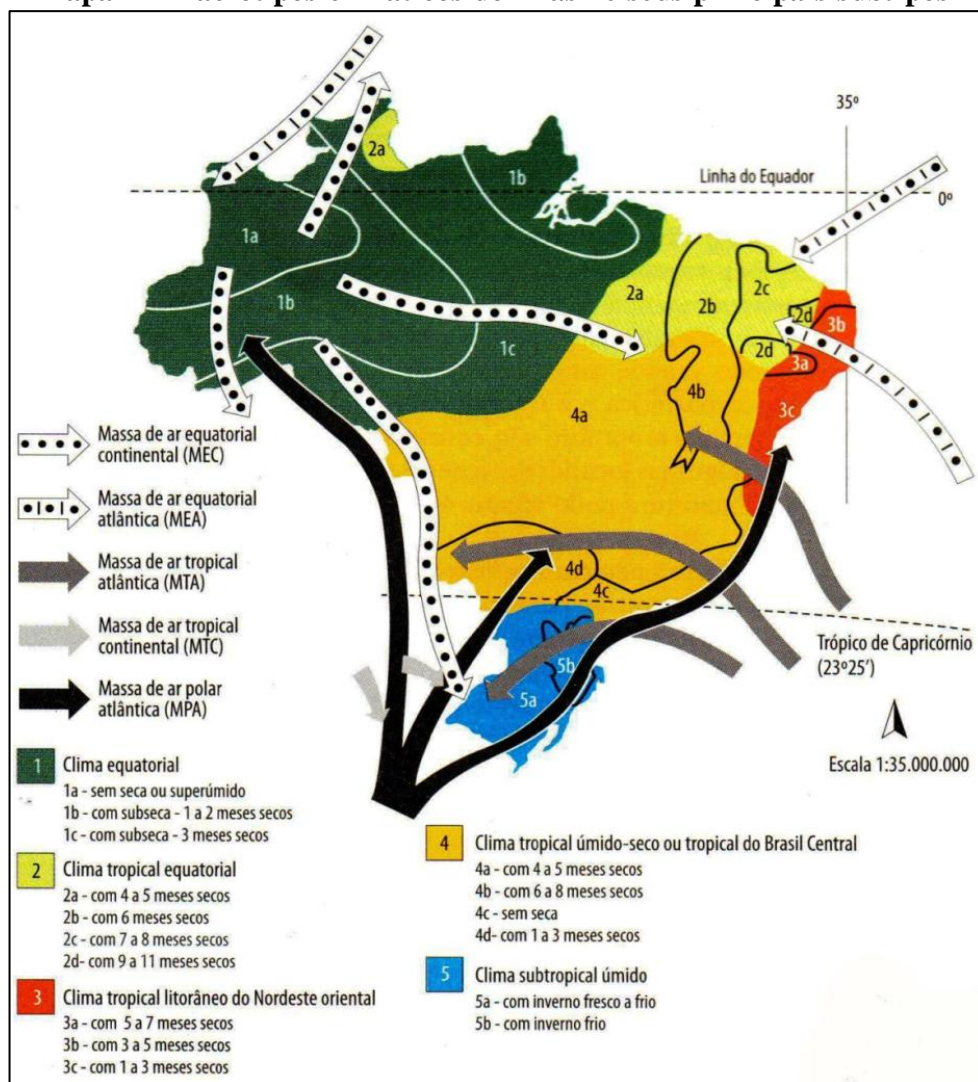 35º
Linha do Equador
0º
2a
1b
1a
1b
1c
2a
2b
2c
2d
2d
3b
3a
3c
4a
4b
4d
4c
5b
5a
Trópico de Capricórnio
(23º25')
Escala 1:35.000.000
Massa de ar equatorial
continental (MEC)
Massa de ar equatorial
atlântica (MEA)
Massa de ar tropical
atlântica (MTA)
Massa de ar tropical
continental (MTC)
Massa de ar polar
atlântica (MPA)
1 Clima equatorial
1a - sem seca ou superúmido
1b - com subseca - 1 a 2 meses secos
1c - com subseca - 3 meses secos
2 Clima tropical equatorial
2a - com 4 a 5 meses secos
2b - com 6 meses secos
2c - com 7 a 8 meses secos
2d- com 9 a 11 meses secos
3 Clima tropical litorâneo do Nordeste oriental
3a - com 5 a 7 meses secos
3b - com 3 a 5 meses secos
3c - com 1 a 3 meses secos
4 Clima tropical úmido-seco ou tropical do Brasil Central
4a - com 4 a 5 meses secos
4b - com 6 a 8 meses secos
4c - sem seca
4d- com 1 a 3 meses secos
5 Clima subtropical úmido
5a - com inverno fresco a frio
5b - com inverno frio